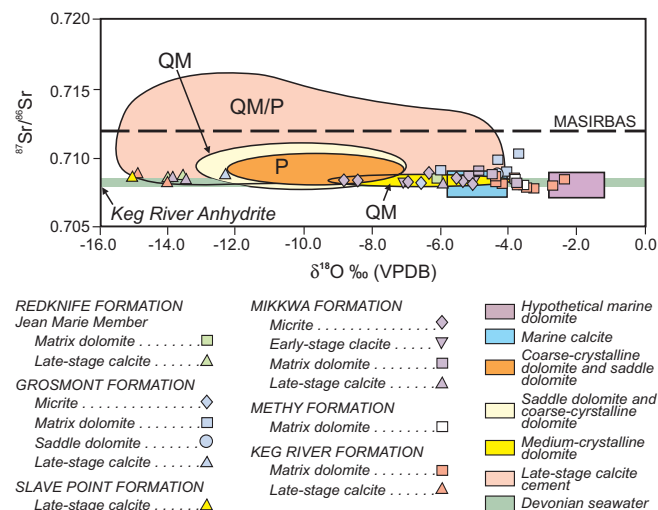 0.720
0.715
0.710
0.705
⁸⁷Sr/⁸⁶Sr
QM
QM/P
MASIRBAS
P
QM
Keg River Anhydrite
-16.0 -14.0 -12.0 -10.0 -8.0 -6.0 -4.0 -2.0 0.0
δ¹⁸O ‰ (VPDB)
REDKNIFE FORMATION
Jean Marie Member
Matrix dolomite . . . . . . . .
Late-stage calcite . . . . . .
GROSMONT FORMATION
Micrite . . . . . . . . . . . . . . . . .
Matrix dolomite . . . . . . . .
Saddle dolomite . . . . . . .
Late-stage calcite . . . . . .
SLAVE POINT FORMATION
Late-stage calcite . . . . . .
MIKKWA FORMATION
Micrite . . . . . . . . . . . . . . . . .
Early-stage clacite . . . . .
Matrix dolomite . . . . . . . .
Late-stage calcite . . . . . .
METHY FORMATION
Matrix dolomite . . . . . . . .
KEG RIVER FORMATION
Matrix dolomite . . . . . . . .
Late-stage calcite . . . . . .
Hypothetical marine
dolomite
Marine calcite
Coarse-crystalline
dolomite and saddle
dolomite
Saddle dolomite and
coarse-cyrstalline dolomite
Medium-crystalline
dolomite
Late-stage calcite
cement
Devonian seawater